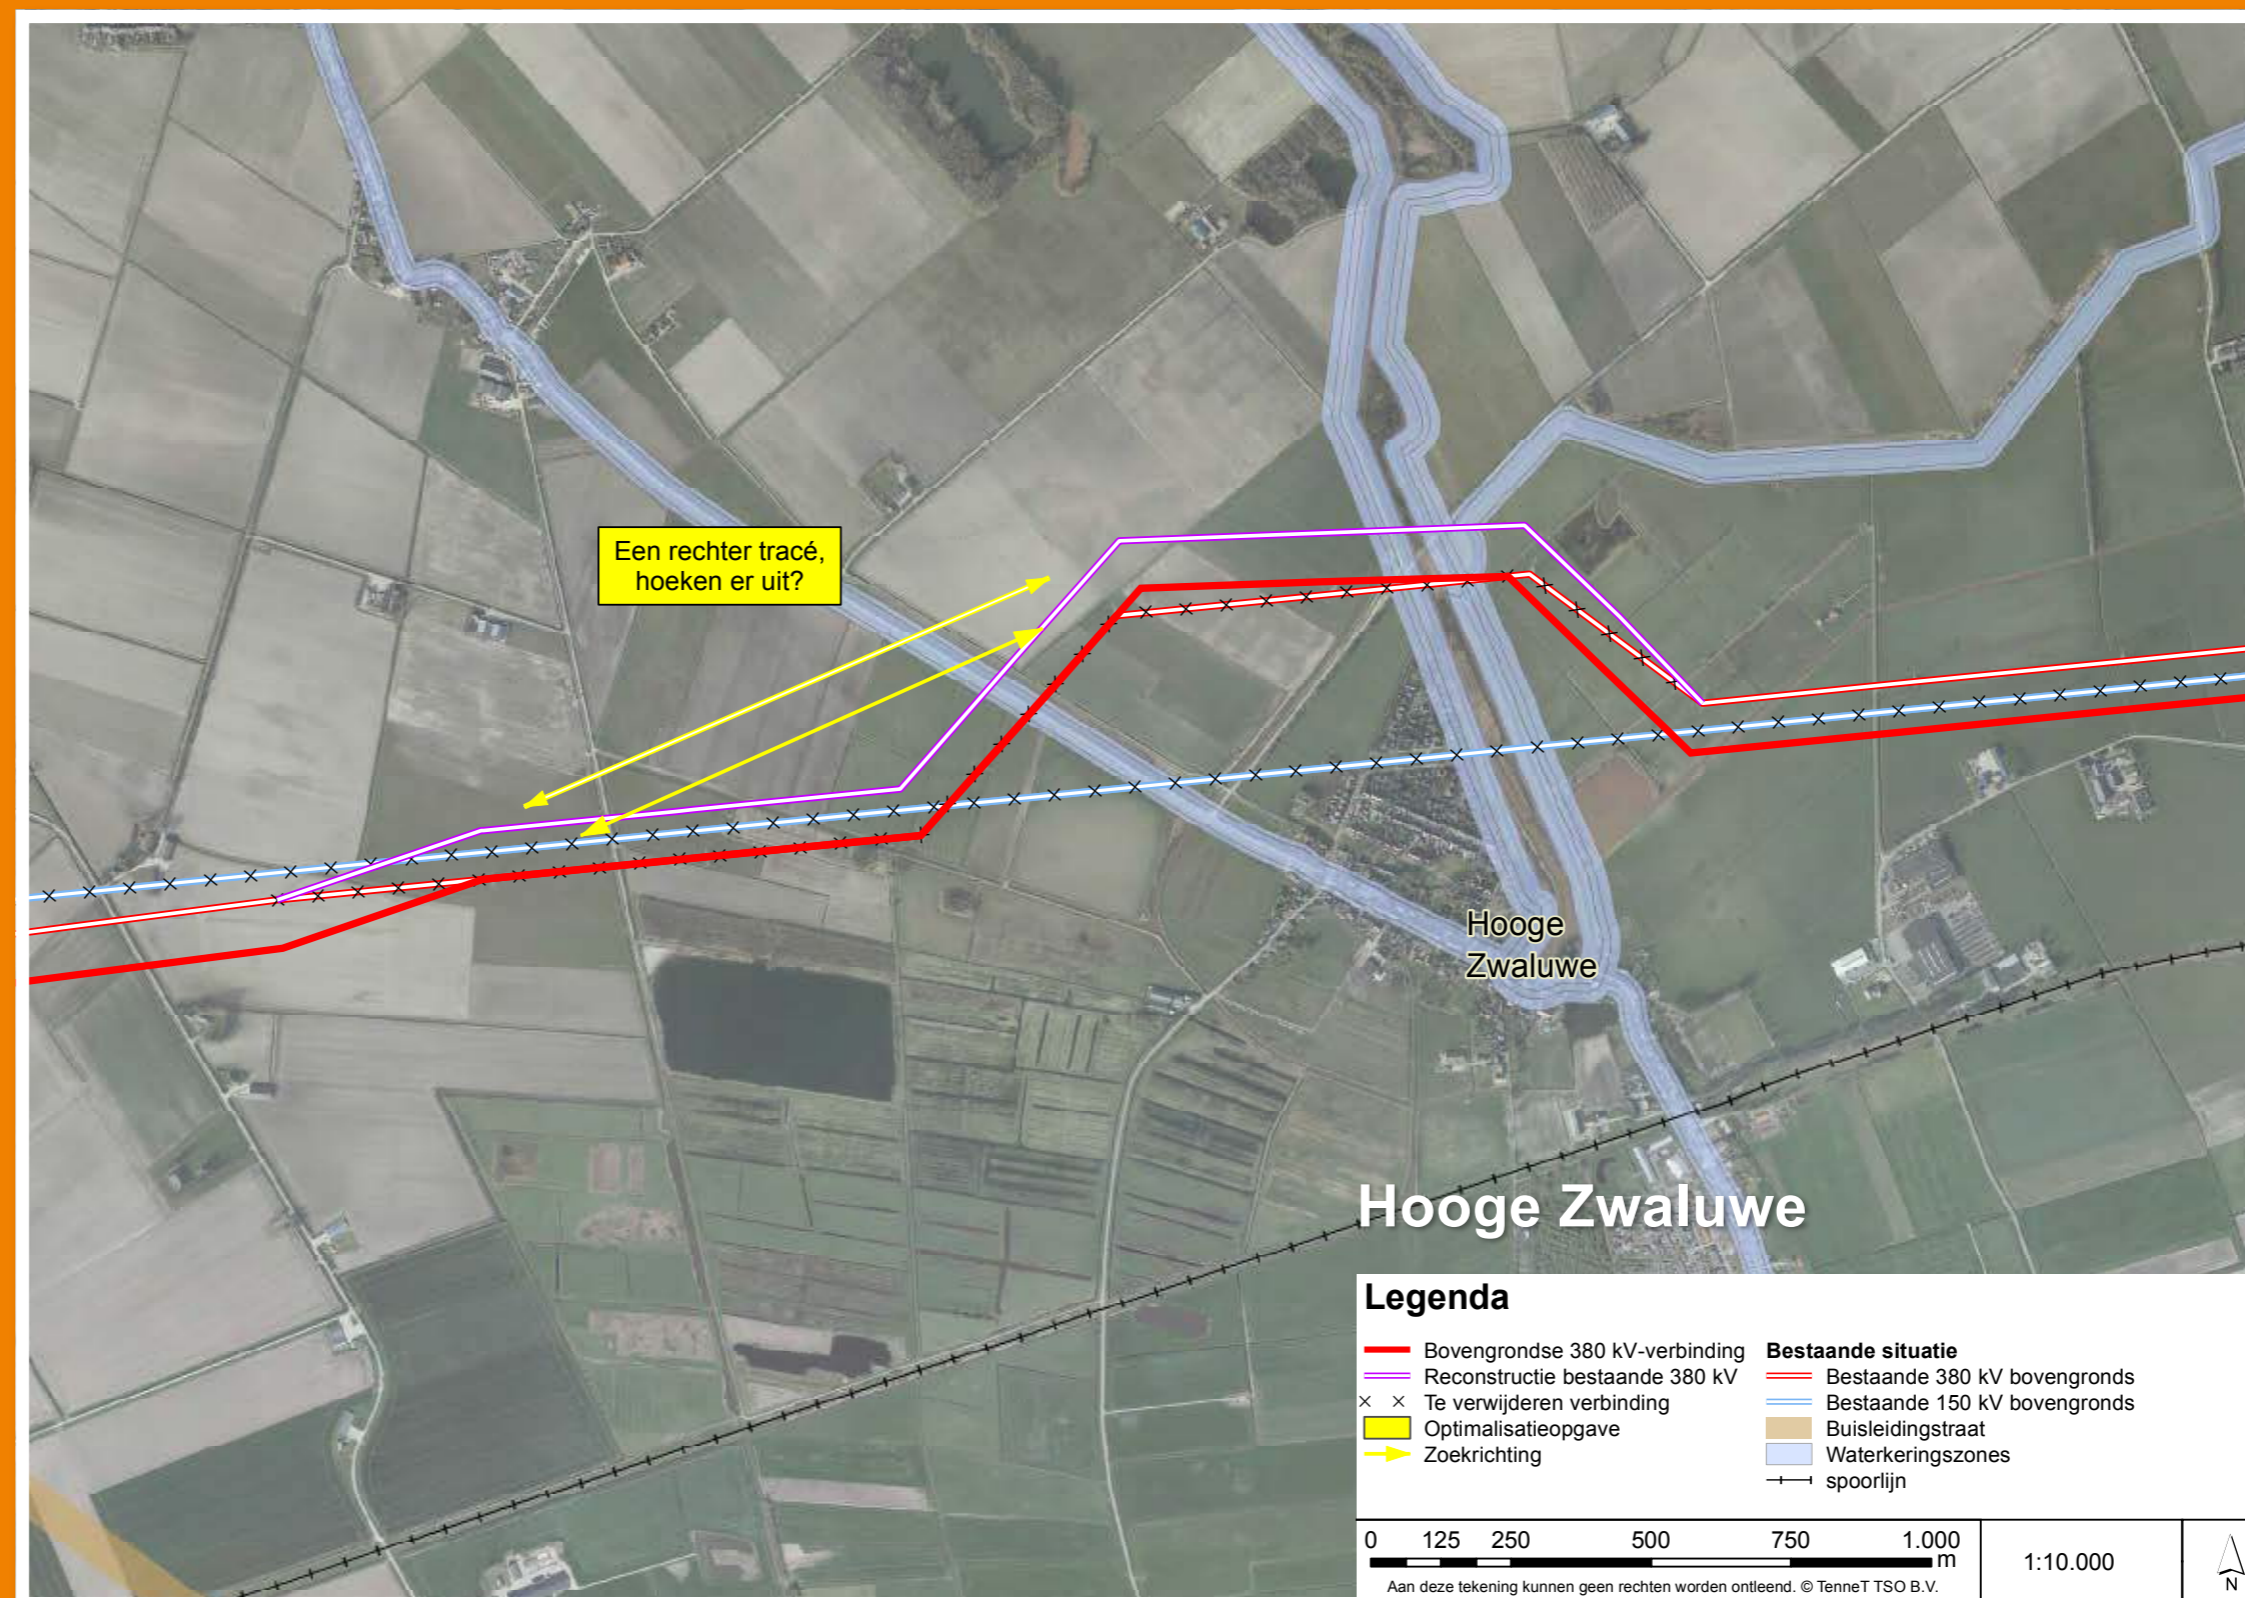 Een rechter tracé,
hoeken er uit?
Hooge
Zwaluwe
Hooge Zwaluwe
Legenda
Bovengrondse 380 kV-verbinding
Reconstructie bestaande 380 kV
Te verwijderen verbinding
Optimalisatieopgave
Zoekrichting
Bestaande situatie
Bestaande 380 kV bovengronds
Bestaande 150 kV bovengronds
Buisleidingstraat
Waterkeringszones
spoorlijn
0 125 250 500 750 1.000
m
Aan deze tekening kunnen geen rechten worden ontleend. © TenneT TSO B.V.
1:10.000
N